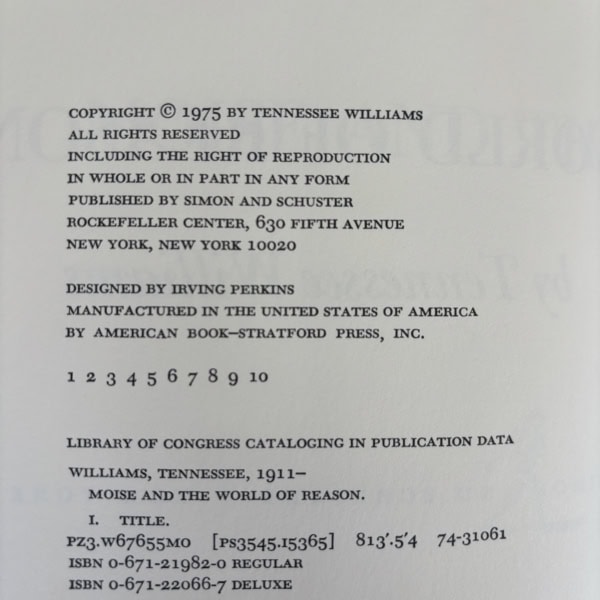 COPYRIGHT © 1975 BY TENNESSEE WILLIAMS
ALL RIGHTS RESERVED
INCLUDING THE RIGHT OF REPRODUCTION
IN WHOLE OR IN PART IN ANY FORM
PUBLISHED BY SIMON AND SCHUSTER
ROCKEFELLER CENTER, 630 FIFTH AVENUE
NEW YORK, NEW YORK 10020
DESIGNED BY IRVING PERKINS
MANUFACTURED IN THE UNITED STATES OF AMERICA
BY AMERICAN BOOK–STRATFORD PRESS, INC.
1 2 3 4 5 6 7 8 9 10
LIBRARY OF CONGRESS CATALOGING IN PUBLICATION DATA
WILLIAMS, TENNESSEE, 1911–
MOISE AND THE WORLD OF REASON.
I. TITLE.
PZ3.W67655MO [PS3545.I5365] 813'.5'4 74-31061
ISBN 0-671-21982-0 REGULAR
ISBN 0-671-22066-7 DELUXE